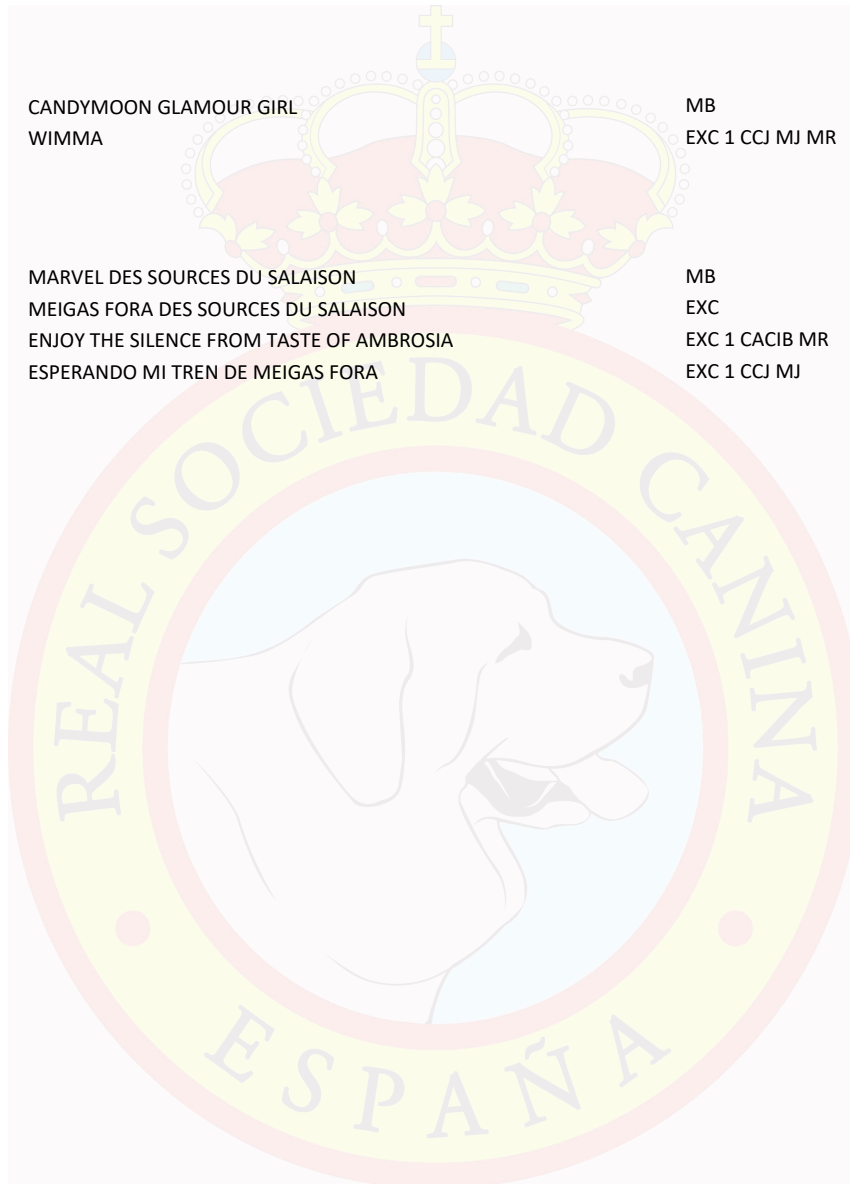 CANDYMOON GLAMOUR GIRL MB
WIMMA EXC 1 CCJ MJ MR
MARVEL DES SOURCES DU SALAISON MB
MEIGAS FORA DES SOURCES DU SALAISON EXC
ENJOY THE SILENCE FROM TASTE OF AMBROSIA EXC 1 CACIB MR
ESPERANDO MI TREN DE MEIGAS FORA EXC 1 CCJ MJ
REAL SOCIEDAD CANINA
ESPAÑA